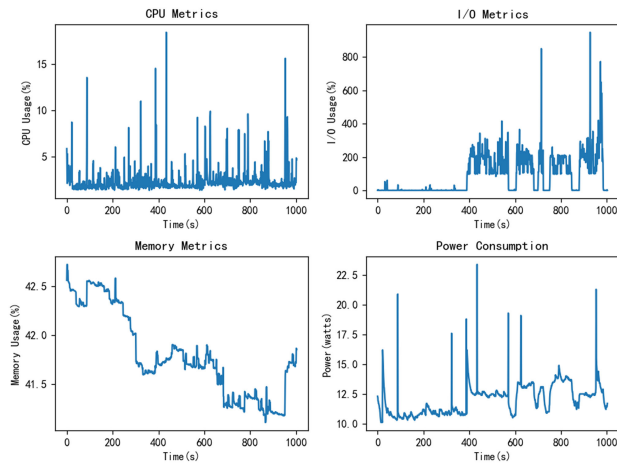 CPU Metrics
15
10
5
CPU Usage(%)
0 200 400 600 800 1000
Time(s)
I/O Metrics
800
600
400
200
0
I/O Usage(%)
0 200 400 600 800 1000
Time(s)
Memory Metrics
42.5
42.0
41.5
Memory Usage(%)
0 200 400 600 800 1000
Time(s)
Power Consumption
22.5
20.0
17.5
15.0
12.5
10.0
Power(watts)
0 200 400 600 800 1000
Time(s)